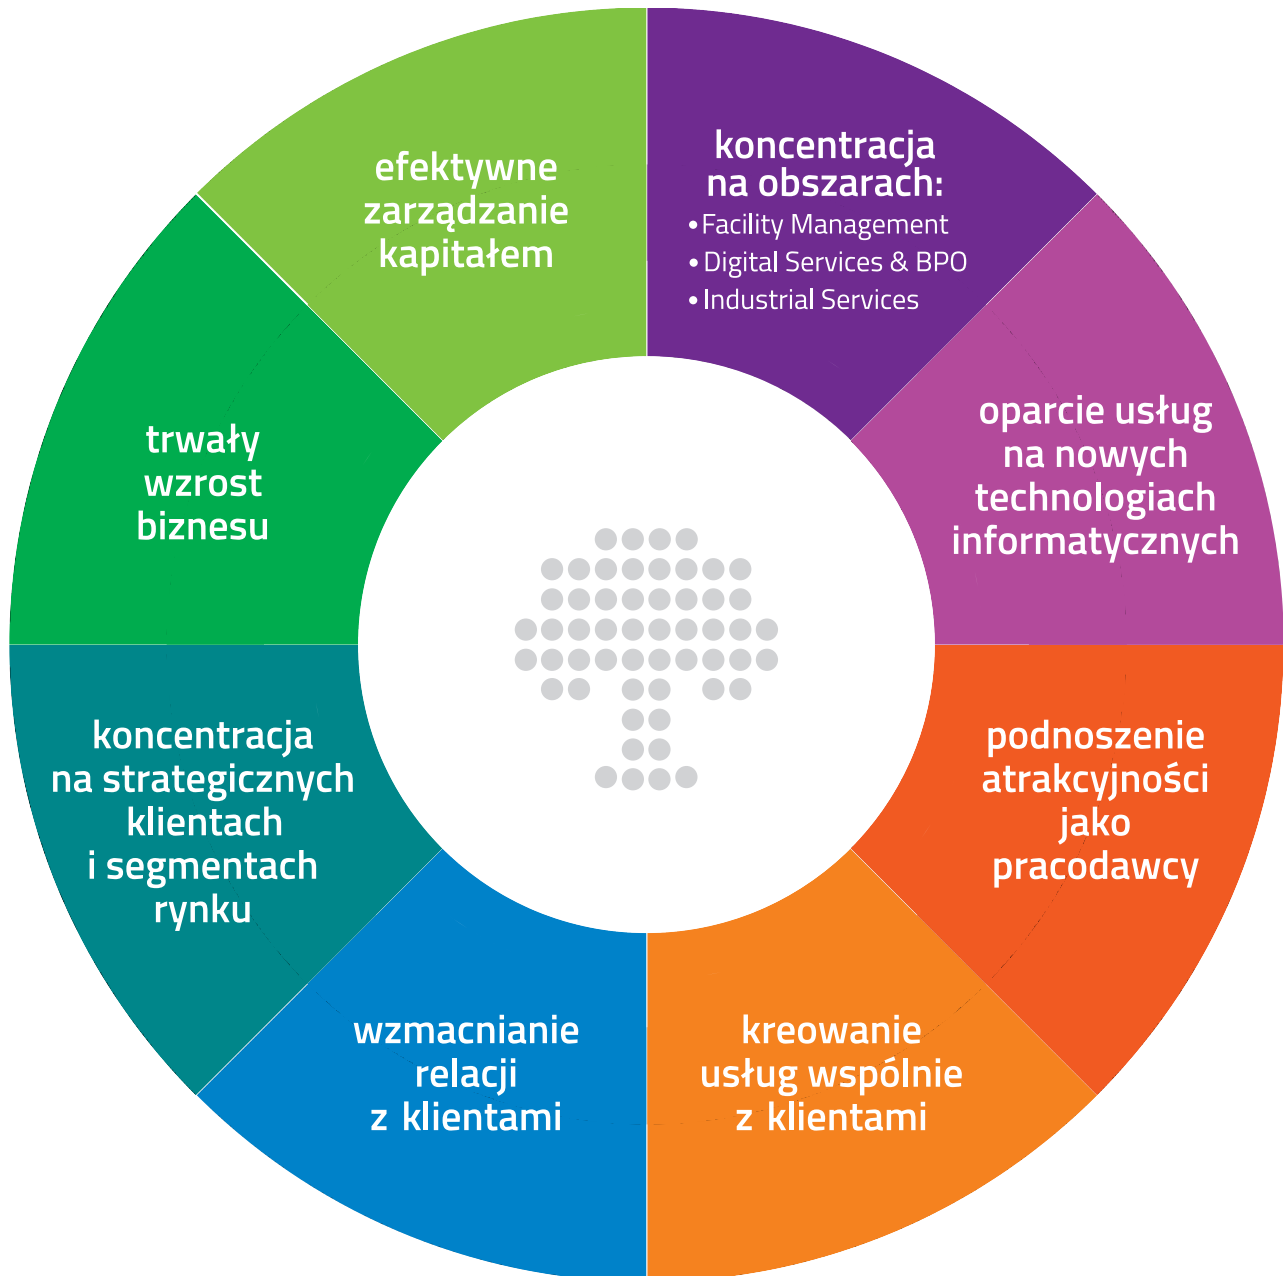 koncentracja
na obszarach:
• Facility Management
• Digital Services & BPO
• Industrial Services
oparcie usług
na nowych
technologiach
informatycznych
podnoszenie
atrakcyjności
jako
pracodawcy
kreowanie
usług wspólnie
z klientami
wzmacnianie
relacji
z klientami
koncentracja
na strategicznych
klientach
i segmentach
rynku
trwały
wzrost
biznesu
efektywne
zarządzanie
kapitałem